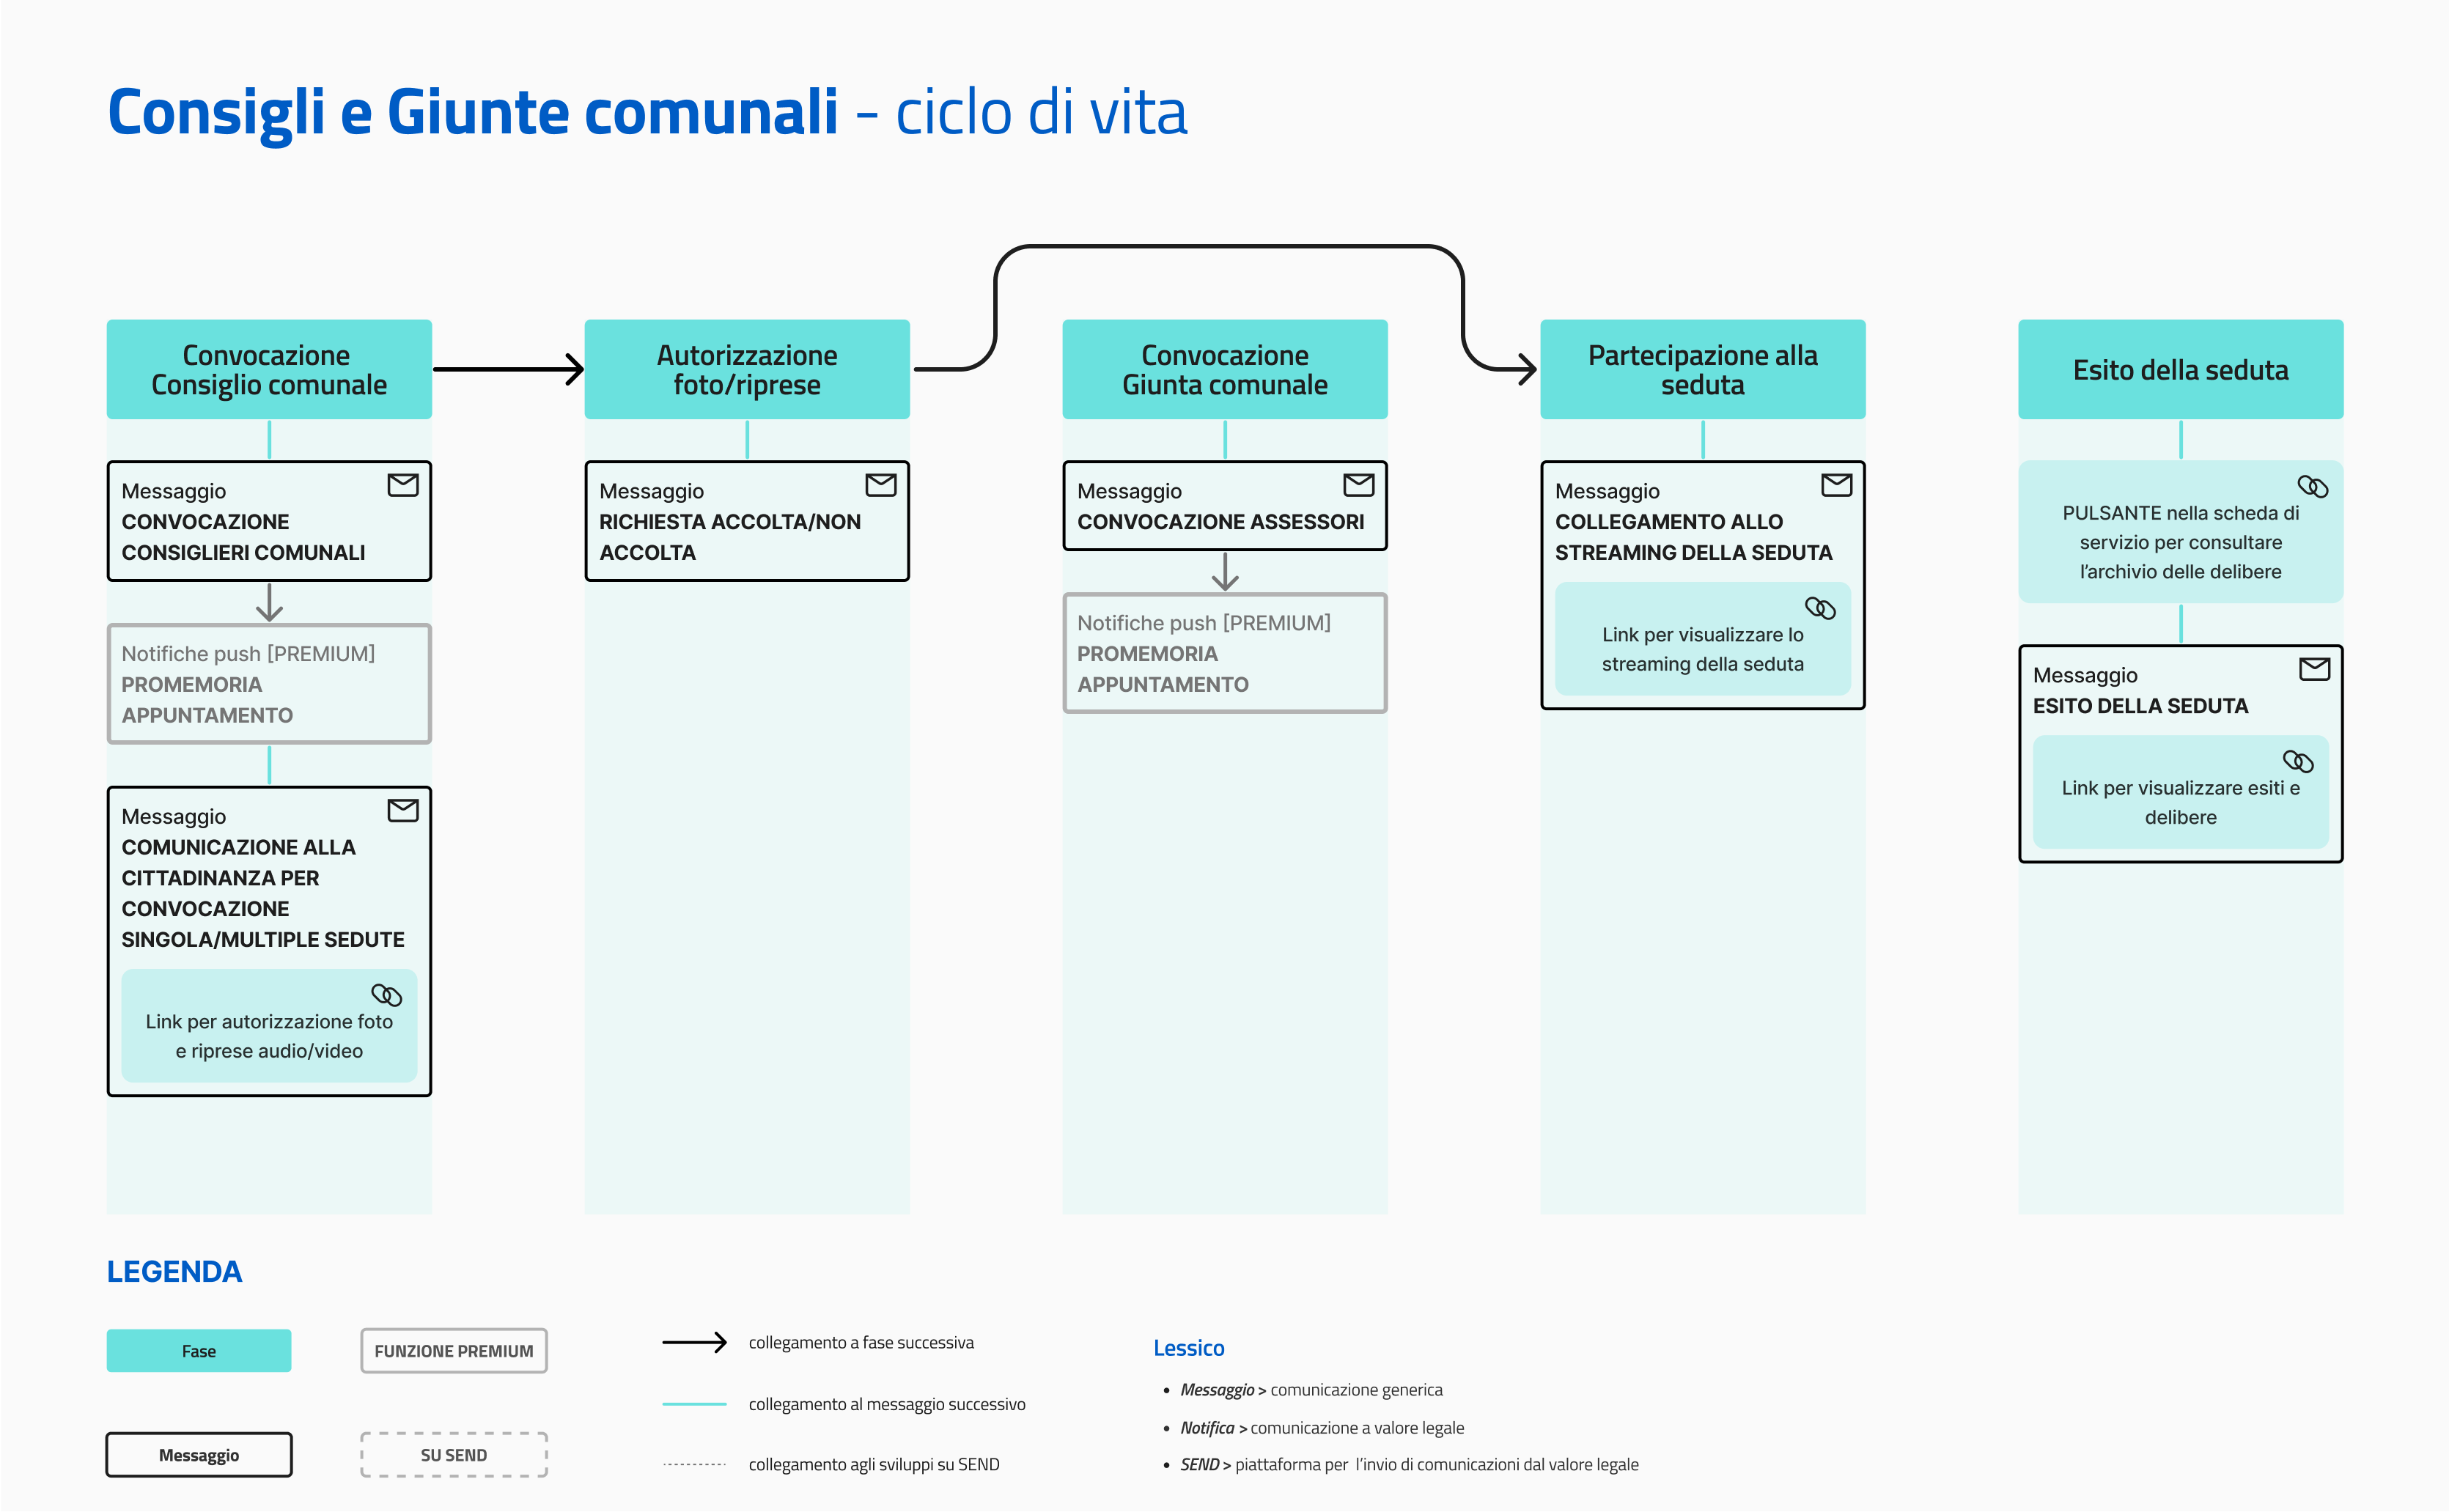 Consigli e Giunte comunali - ciclo di vita
Convocazione
Consiglio comunale
Messaggio
CONVOCAZIONE
CONSIGLIERI COMUNALI
Notifiche push [PREMIUM]
PROMEMORIA
APPUNTAMENTO
Messaggio
COMUNICAZIONE ALLA
CITTADINANZA PER
CONVOCAZIONE
SINGOLA/MULTIPLE SEDUTE
Link per autorizzazione foto
e riprese audio/video
Autorizzazione
foto/riprese
Messaggio
RICHIESTA ACCOLTA/NON
ACCOLTA
Convocazione
Giunta comunale
Messaggio
CONVOCAZIONE ASSESSORI
Notifiche push [PREMIUM]
PROMEMORIA
APPUNTAMENTO
Partecipazione alla
seduta
Messaggio
COLLEGAMENTO ALLO
STREAMING DELLA SEDUTA
Link per visualizzare lo
streaming della seduta
Esito della seduta
PULSANTE nella scheda di
servizio per consultare
l’archivio delle delibere
Messaggio
ESITO DELLA SEDUTA
Link per visualizzare esiti e
delibere
LEGENDA
Fase
Messaggio
FUNZIONE PREMIUM
SU SEND
collegamento a fase successiva
collegamento al messaggio successivo
collegamento agli sviluppi su SEND
Lessico
• Messaggio > comunicazione generica
• Notifica > comunicazione a valore legale
• SEND > piattaforma per l’invio di comunicazioni dal valore legale